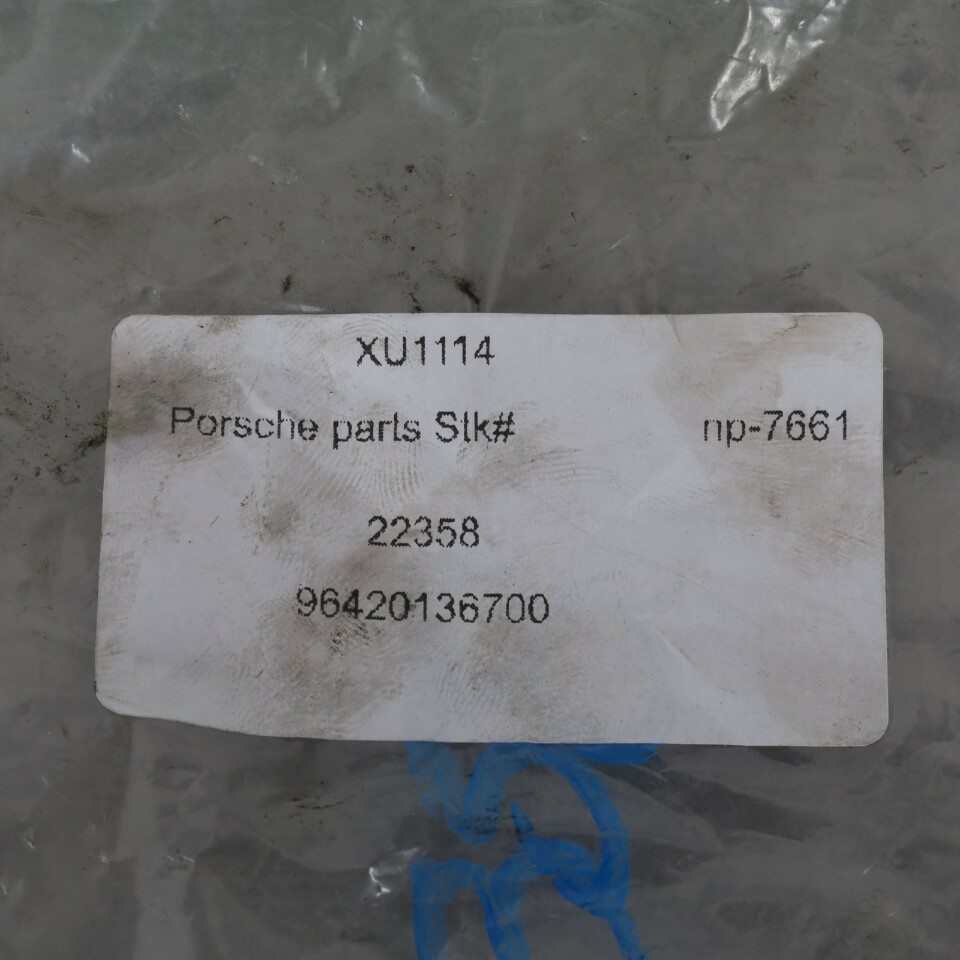 XU1114
Porsche parts Stk# np-7661
22358
96420136700